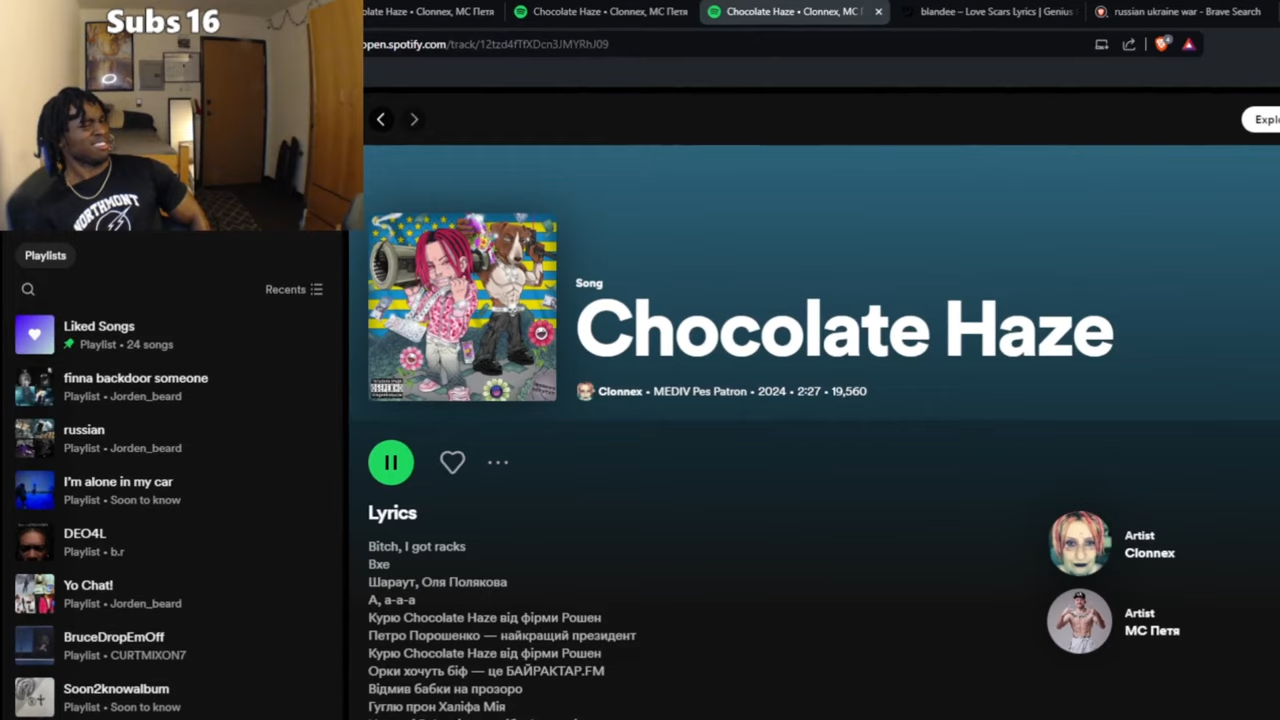 Subs 16
olate Haze • Clonnex, МС Петя
Chocolate Haze • Clonnex, МС Петя
Chocolate Haze • Clonnex, МС
blandee – Love Scars Lyrics | Genius
russian ukraine war - Brave Search
open.spotify.com/track/12tzd4fTfXDcn3JMYRhJ09
Explo
NORTHMONT
Playlists
Recents
Liked Songs
Playlist • 24 songs
finna backdoor someone
Playlist • Jorden_beard
russian
Playlist • Jorden_beard
I'm alone in my car
Playlist • Soon to know
DEO4L
Playlist • b.r
Yo Chat!
Playlist • Jorden_beard
BruceDropEmOff
Playlist • CURTMIXON7
Soon2knowalbum
Playlist • Soon to know
Song
Chocolate Haze
Clonnex • MEDIV Pes Patron • 2024 • 2:27 • 19,560
Lyrics
Bitch, I got racks
Вхе
Шараут, Оля Полякова
А, а-а-а
Курю Chocolate Haze від фірми Рошен
Петро Порошенко — найкращий президент
Курю Chocolate Haze від фірми Рошен
Орки хочуть біф — це БАЙРАКТАР.FM
Відмив бабки на прозоро
Гуглю прон Халіфа Мія
Artist
Clonnex
Artist
МС Петя